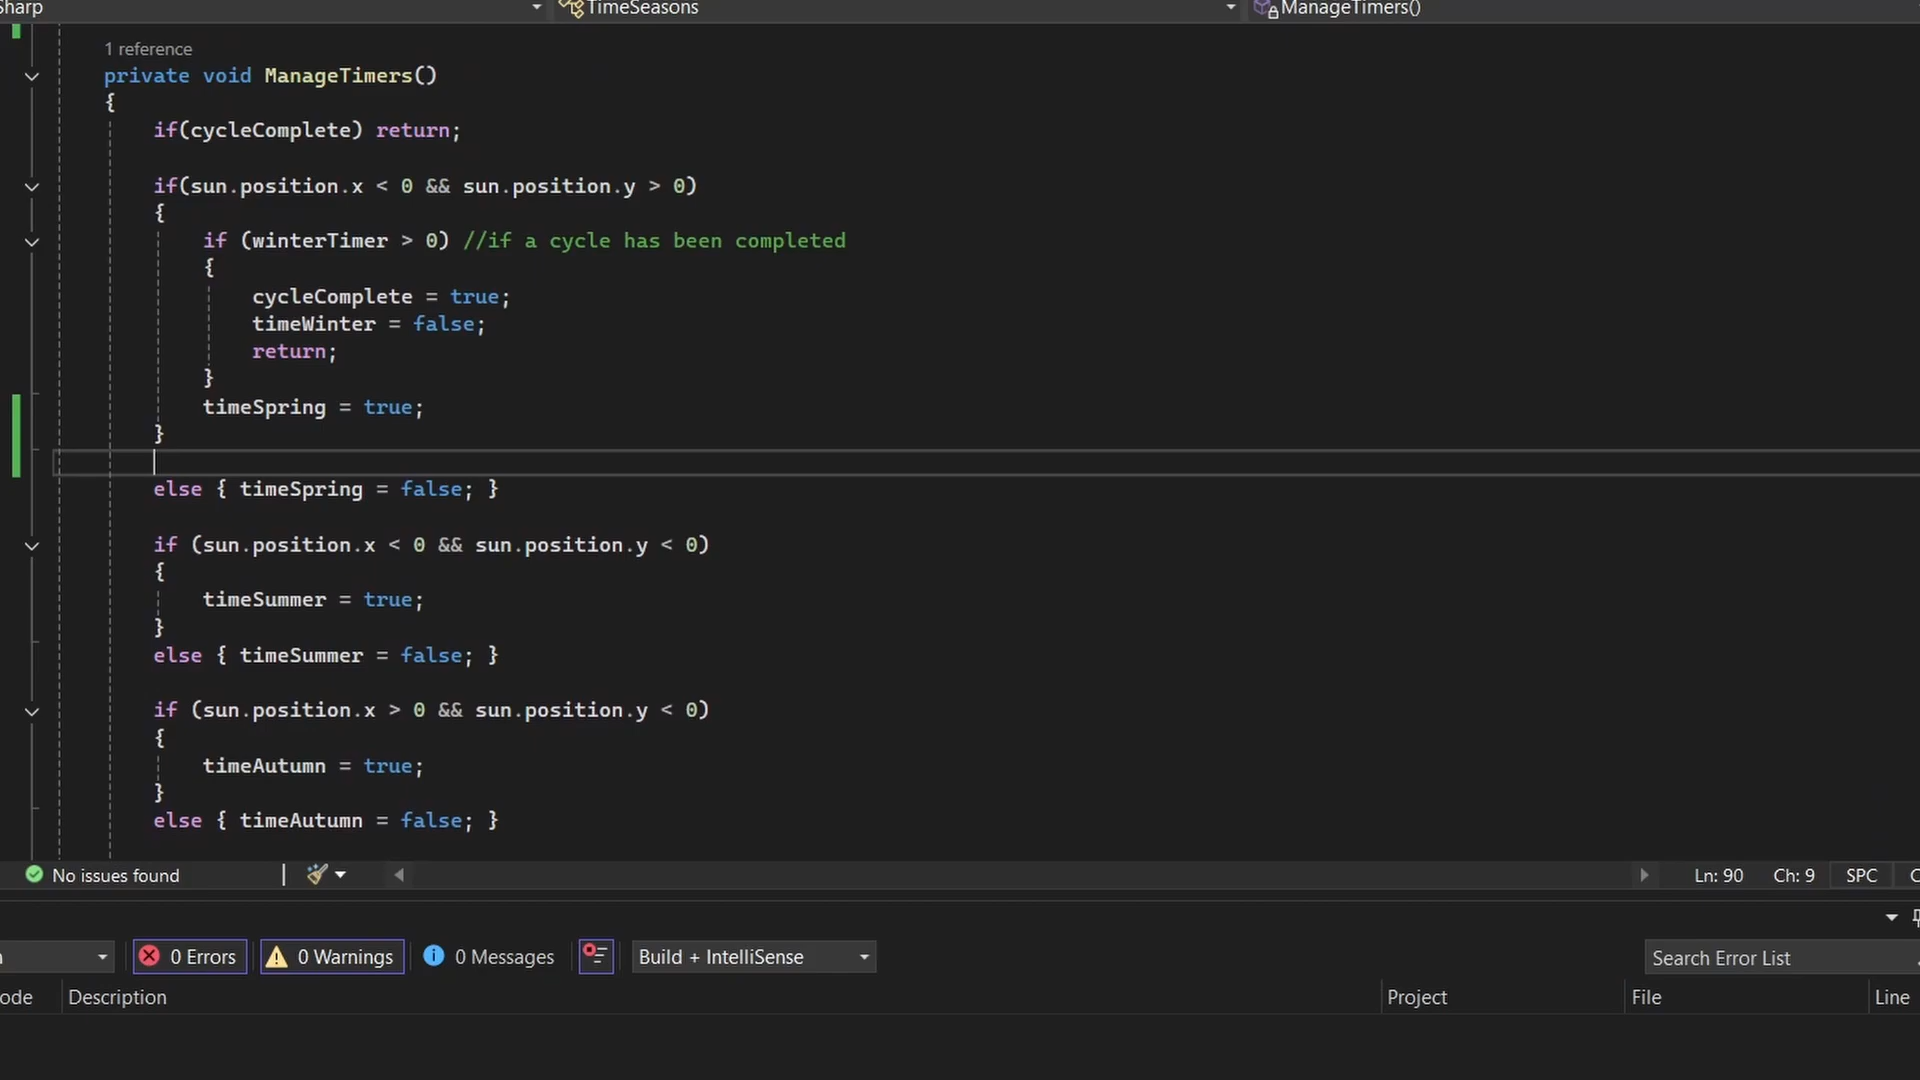 TimeSeasons
ManageTimers()
1 reference
private void ManageTimers()
{
if(cycleComplete) return;
if(sun.position.x < 0 && sun.position.y > 0)
{
if (winterTimer > 0) //if a cycle has been completed
{
cycleComplete = true;
timeWinter = false;
return;
}
timeSpring = true;
}
else { timeSpring = false; }
if (sun.position.x < 0 && sun.position.y < 0)
{
timeSummer = true;
}
else { timeSummer = false; }
if (sun.position.x > 0 && sun.position.y < 0)
{
timeAutumn = true;
}
else { timeAutumn = false; }
No issues found
Ln: 90 Ch: 9 SPC
0 Errors 0 Warnings 0 Messages Build + IntelliSense Search Error List
ode Description Project File Line